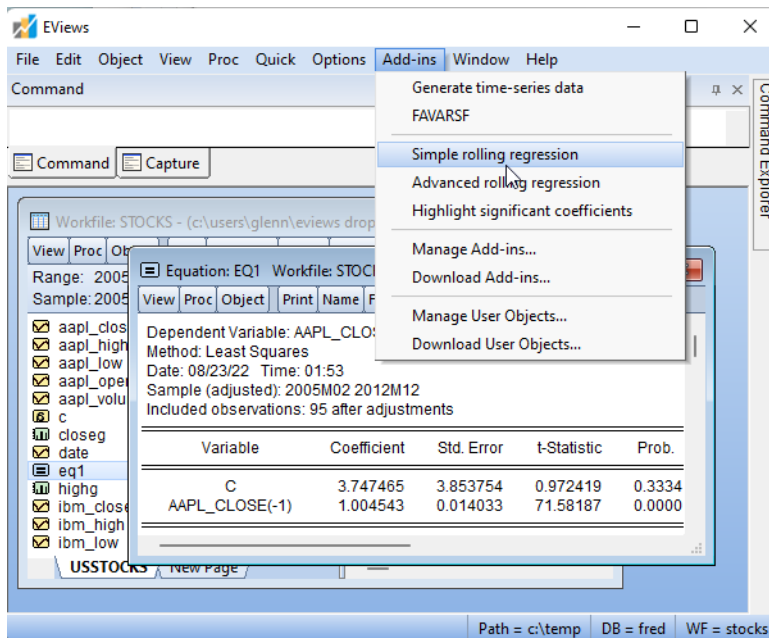 EViews
File Edit Object View Proc Quick Options Add-ins Window Help
Command
Generate time-series data
FAVARSF
Simple rolling regression
Advanced rolling regression
Highlight significant coefficients
Manage Add-ins...
Download Add-ins...
Manage User Objects...
Download User Objects...
Command Explorer
Command Capture
Workfile: STOCKS - (c:\users\glenn\eviews drop
View Proc Ob
Range: 2005
Sample: 2005
aapl_clos
aapl_high
aapl_low
aapl_ope
aapl_volu
c
closeg
date
eq1
highg
ibm_close
ibm_high
ibm_low
USSTOCKS New Page
Equation: EQ1 Workfile: STOC
View Proc Object Print Name F
Dependent Variable: AAPL_CLO
Method: Least Squares
Date: 08/23/22 Time: 01:53
Sample (adjusted): 2005M02 2012M12
Included observations: 95 after adjustments
Variable Coefficient Std. Error t-Statistic Prob.
C 3.747465 3.853754 0.972419 0.3334
AAPL_CLOSE(-1) 1.004543 0.014033 71.58187 0.0000
Path = c:\temp DB = fred WF = stocks